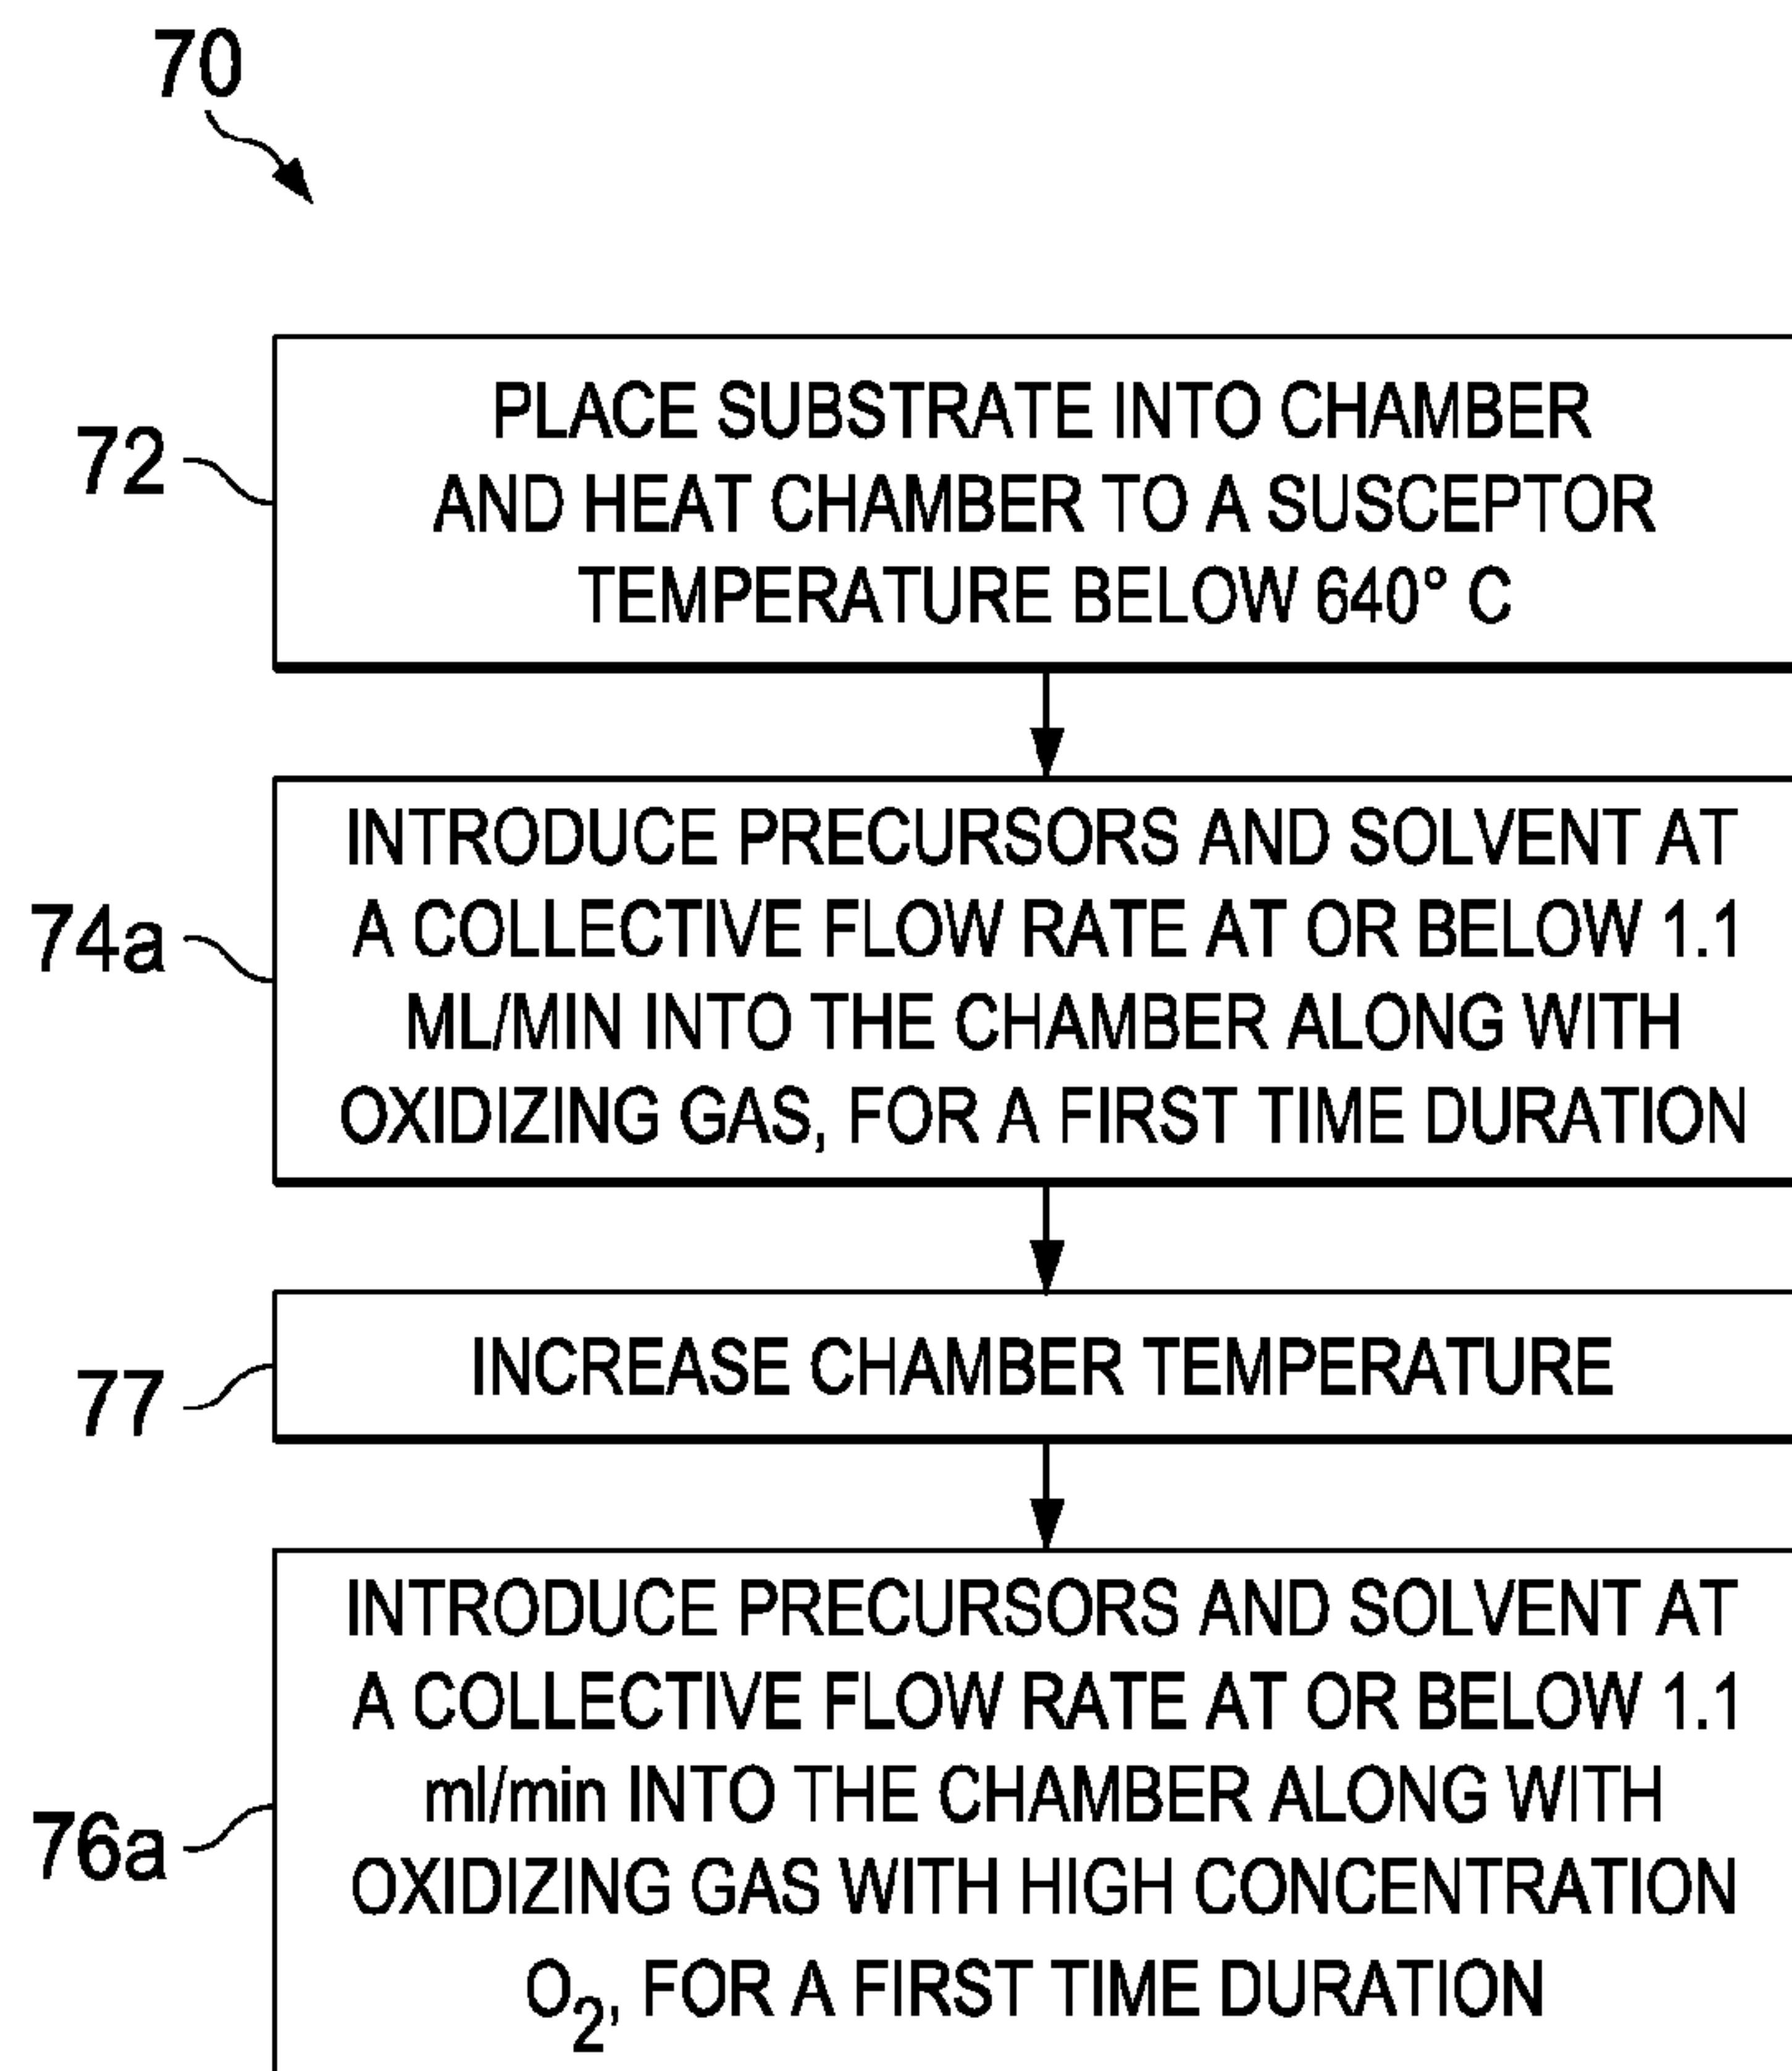 70
72
PLACE SUBSTRATE INTO CHAMBER
AND HEAT CHAMBER TO A SUSCEPTOR
TEMPERATURE BELOW 640° C
74a
INTRODUCE PRECURSORS AND SOLVENT AT
A COLLECTIVE FLOW RATE AT OR BELOW 1.1
ML/MIN INTO THE CHAMBER ALONG WITH
OXIDIZING GAS, FOR A FIRST TIME DURATION
77
INCREASE CHAMBER TEMPERATURE
76a
INTRODUCE PRECURSORS AND SOLVENT AT
A COLLECTIVE FLOW RATE AT OR BELOW 1.1
ml/min INTO THE CHAMBER ALONG WITH
OXIDIZING GAS WITH HIGH CONCENTRATION
O₂, FOR A FIRST TIME DURATION